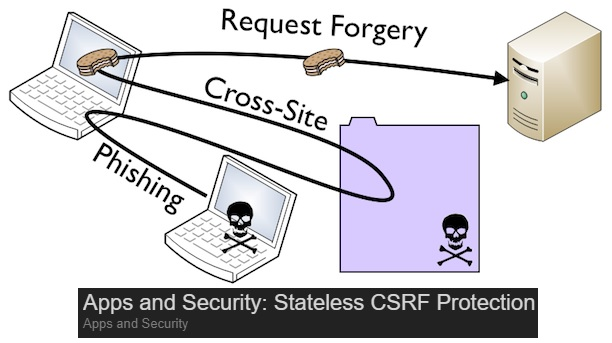 Request Forgery
Cross-Site
Phishing
Apps and Security: Stateless CSRF Protection
Apps and Security